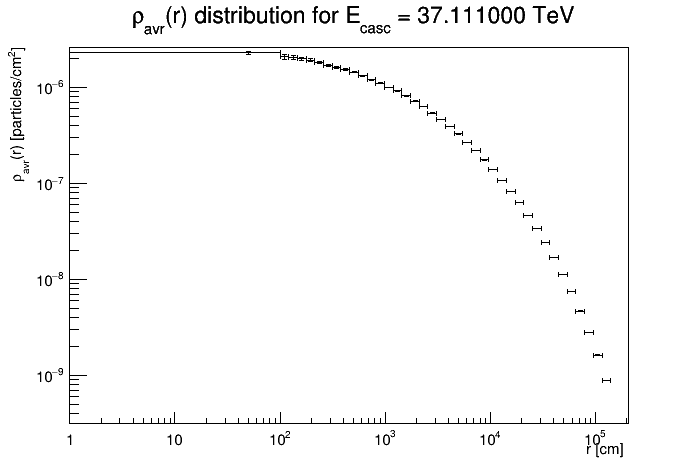 ρavr(r) distribution for Ecasc = 37.111000 TeV
ρavr(r) [particles/cm²]
10⁻⁶
10⁻⁷
10⁻⁸
10⁻⁹
1 10 10² 10³ 10⁴ 10⁵
r [cm]